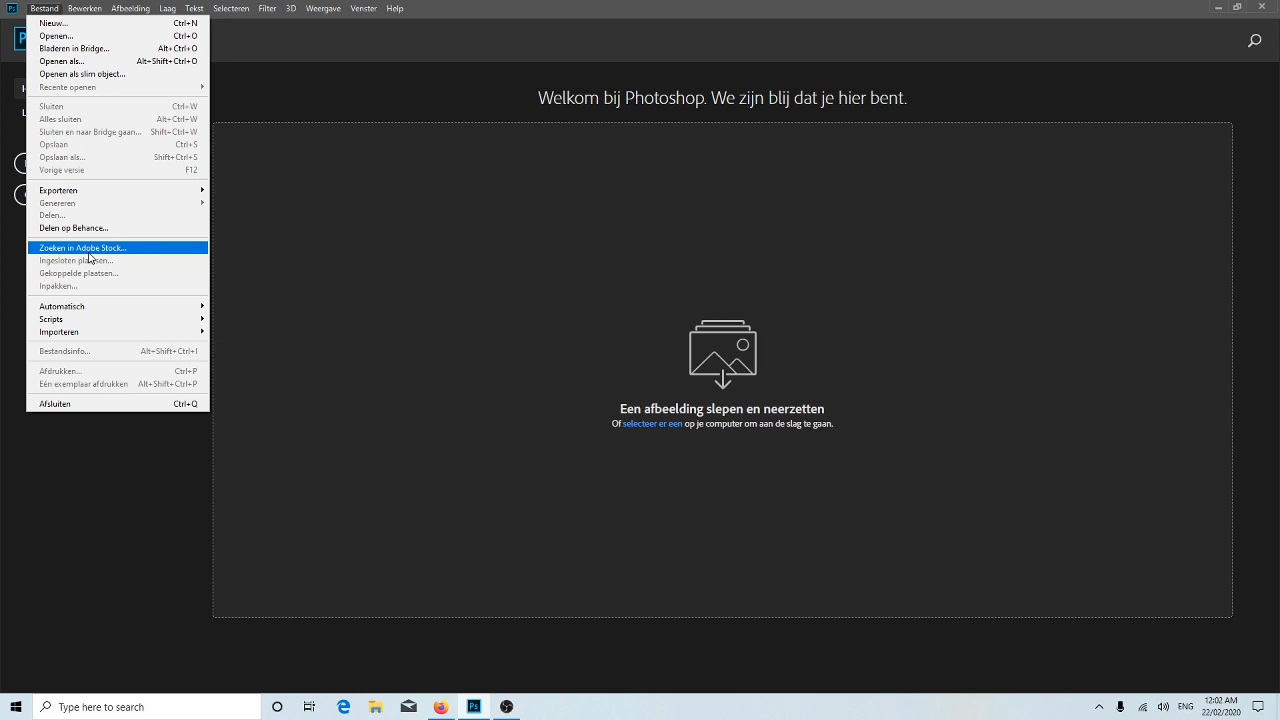 Ps Bestand Bewerken Afbeelding Laag Tekst Selecteren Filter 3D Weergave Venster Help
Nieuw... Ctrl+N
Openen... Ctrl+O
Bladeren in Bridge... Alt+Ctrl+O
Openen als... Alt+Shift+Ctrl+O
Openen als slim object...
Recente openen
Sluiten Ctrl+W
Alles sluiten Alt+Ctrl+W
Sluiten en naar Bridge gaan... Shift+Ctrl+W
Opslaan Ctrl+S
Opslaan als... Shift+Ctrl+S
Vorige versie F12
Exporteren
Genereren
Delen...
Delen op Behance...
Zoeken in Adobe Stock...
Ingesloten plaatsen...
Gekoppelde plaatsen...
Inpakken...
Automatisch
Scripts
Importeren
Bestandsinfo... Alt+Shift+Ctrl+I
Afdrukken... Ctrl+P
Eén exemplaar afdrukken Alt+Shift+Ctrl+P
Afsluiten Ctrl+Q
Welkom bij Photoshop. We zijn blij dat je hier bent.
Een afbeelding slepen en neerzetten
Of selecteer er een op je computer om aan de slag te gaan.
Type here to search
Ps
ENG
12:02 AM
22/02/2020